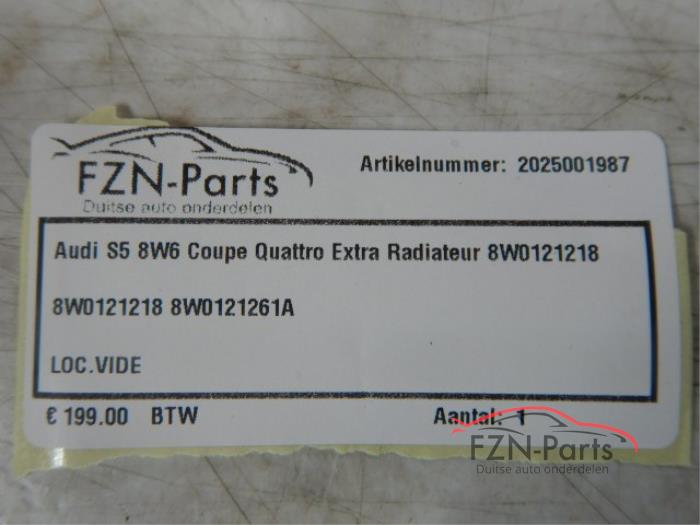 FZN-Parts
Duitse auto onderdelen
Artikelnummer: 2025001987
Audi S5 8W6 Coupe Quattro Extra Radiateur 8W0121218
8W0121218 8W0121261A
LOC.VIDE
€ 199.00 BTW
Aantal: 1
FZN-Parts
Duitse auto onderdelen